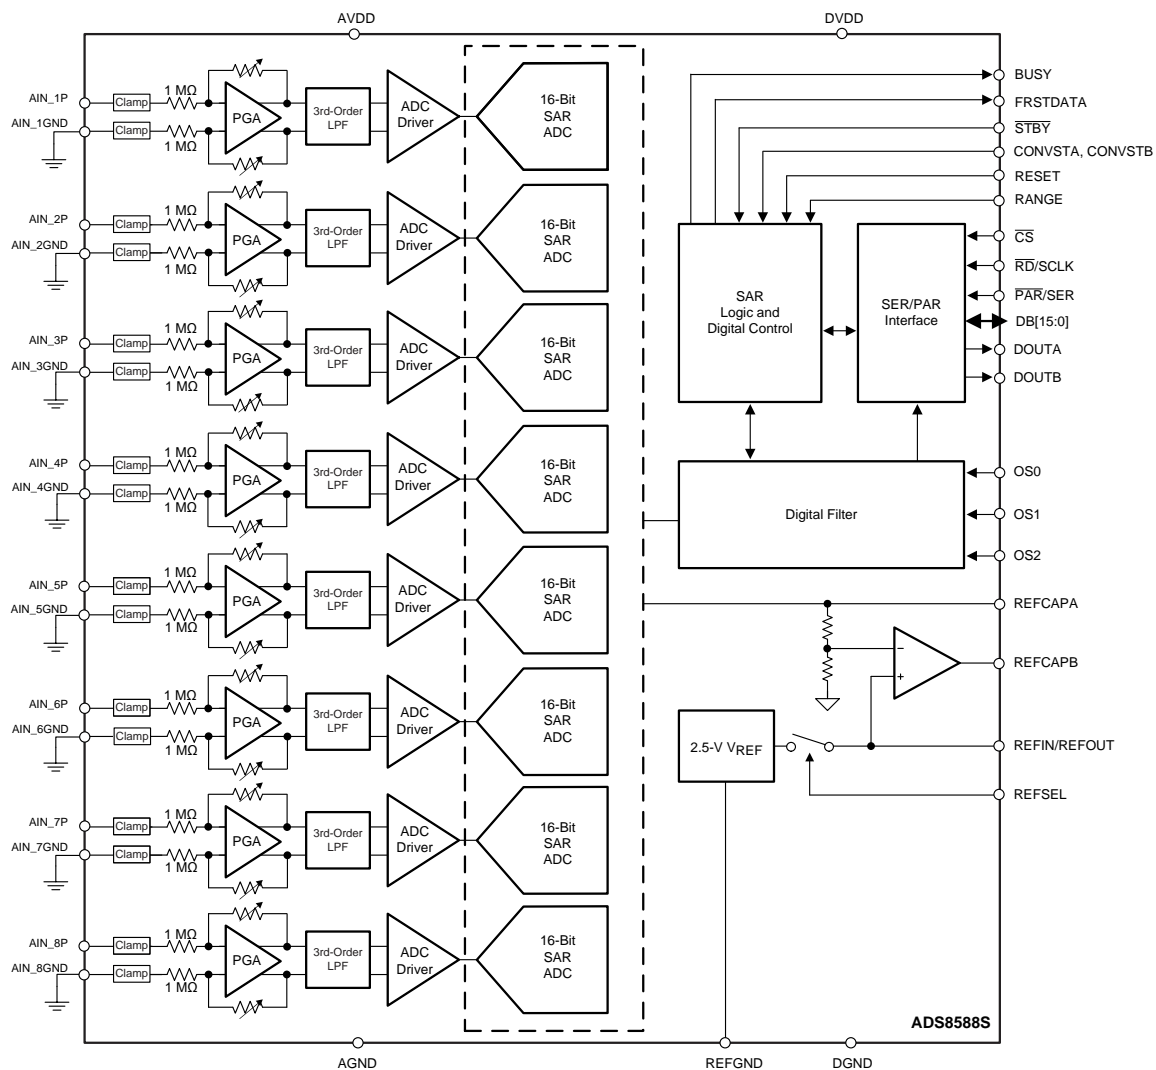 AVDD
DVDD
AIN_1P
AIN_1GND
Clamp
Clamp
1 MΩ
1 MΩ
PGA
3rd-Order
LPF
ADC
Driver
16-Bit
SAR
ADC
AIN_2P
AIN_2GND
Clamp
Clamp
1 MΩ
1 MΩ
PGA
3rd-Order
LPF
ADC
Driver
16-Bit
SAR
ADC
AIN_3P
AIN_3GND
Clamp
Clamp
1 MΩ
1 MΩ
PGA
3rd-Order
LPF
ADC
Driver
16-Bit
SAR
ADC
AIN_4P
AIN_4GND
Clamp
Clamp
1 MΩ
1 MΩ
PGA
3rd-Order
LPF
ADC
Driver
16-Bit
SAR
ADC
AIN_5P
AIN_5GND
Clamp
Clamp
1 MΩ
1 MΩ
PGA
3rd-Order
LPF
ADC
Driver
16-Bit
SAR
ADC
AIN_6P
AIN_6GND
Clamp
Clamp
1 MΩ
1 MΩ
PGA
3rd-Order
LPF
ADC
Driver
16-Bit
SAR
ADC
AIN_7P
AIN_7GND
Clamp
Clamp
1 MΩ
1 MΩ
PGA
3rd-Order
LPF
ADC
Driver
16-Bit
SAR
ADC
AIN_8P
AIN_8GND
Clamp
Clamp
1 MΩ
1 MΩ
PGA
3rd-Order
LPF
ADC
Driver
16-Bit
SAR
ADC
BUSY
FRSTDATA
STBY
CONVSTA, CONVSTB
RESET
RANGE
CS
RD/SCLK
PAR/SER
DB[15:0]
DOUTA
DOUTB
SAR
Logic and
Digital Control
SER/PAR
Interface
Digital Filter
OS0
OS1
OS2
REFCAPA
−
+
REFCAPB
2.5-V VREF
REFIN/REFOUT
REFSEL
ADS8588S
AGND
REFGND
DGND